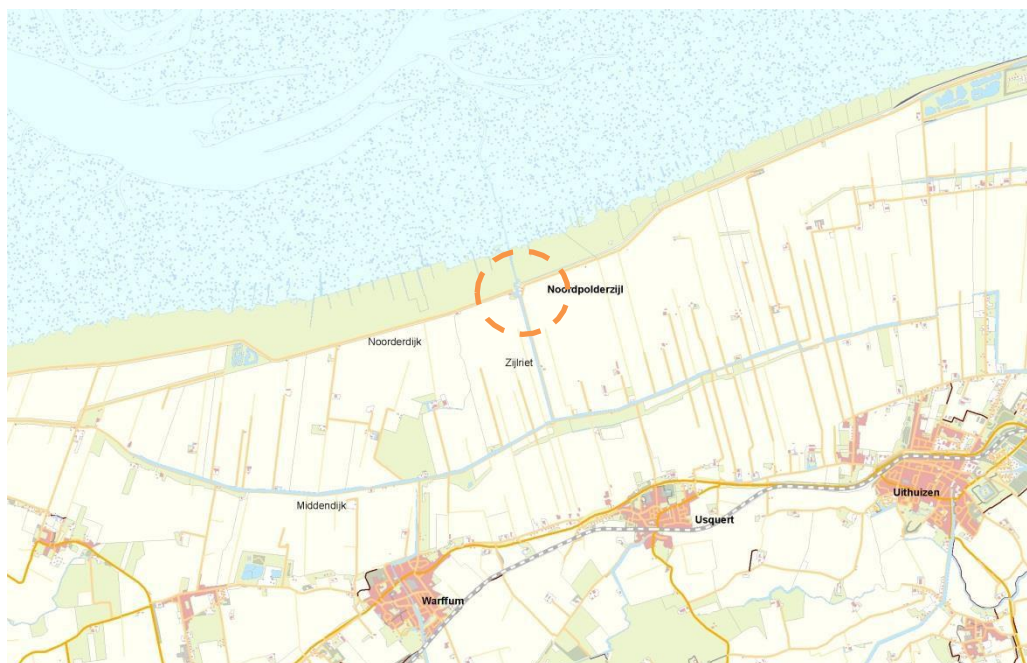 Noordpolderzijl
Noorderdijk
Zijlriet
Uithuizen
Middendijk
Usquert
Warffum